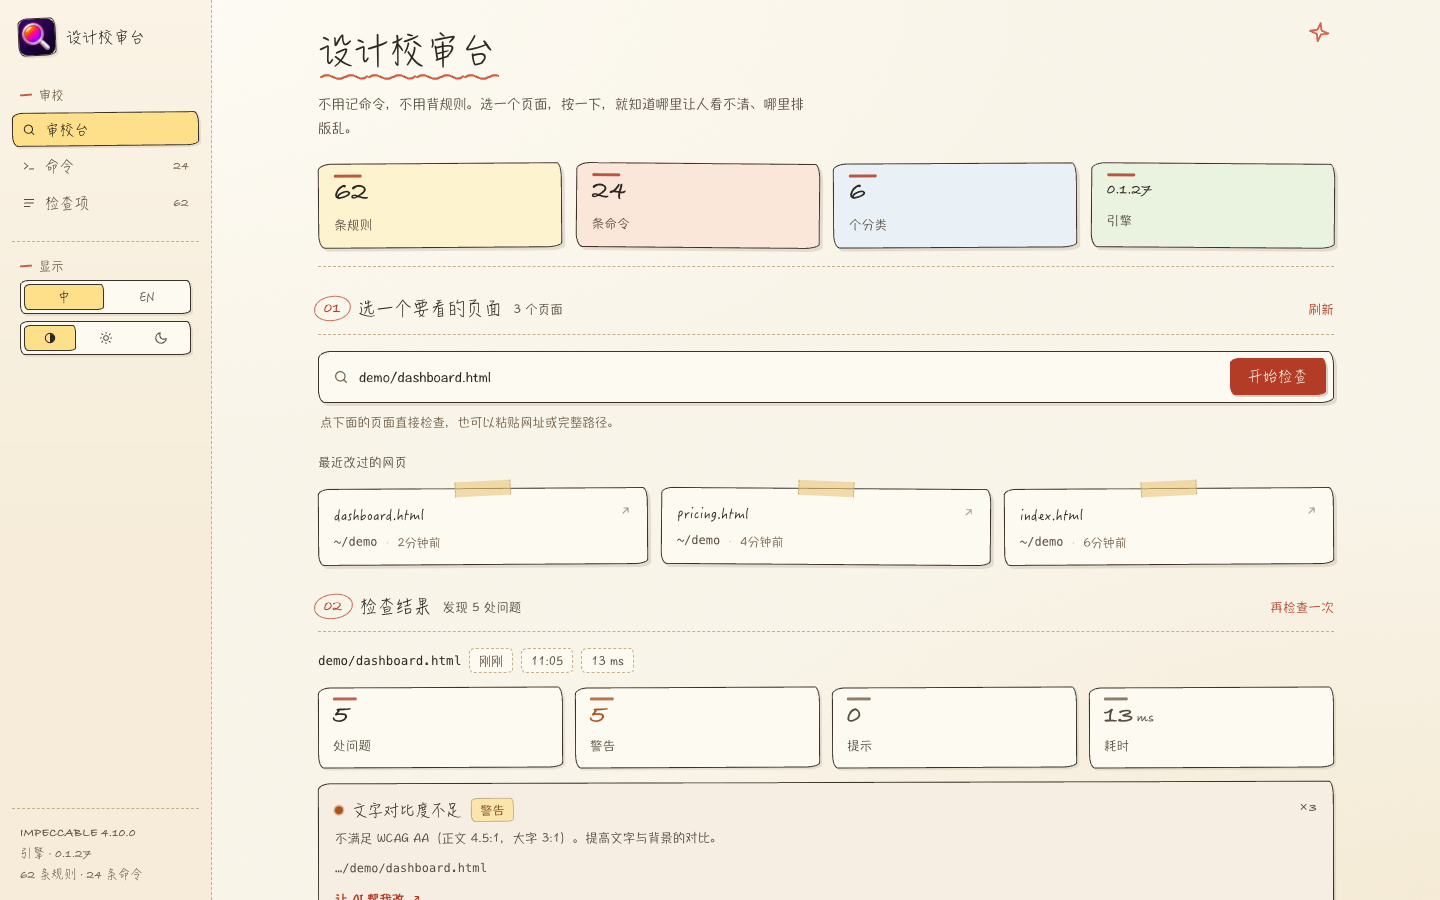 设计校审台
审校
审校台
命令 24
检查项 62
显示
中 EN
IMPECCABLE 4.10.0
引擎 · 0.1.27
62 条规则 · 24 条命令
设计校审台
不用记命令，不用背规则。选一个页面，按一下，就知道哪里让人看不清、哪里排
版乱。
62
条规则
24
条命令
6
个分类
0.1.27
引擎
01 选一个要看的页面 3 个页面 刷新
demo/dashboard.html 开始检查
点下面的页面直接检查，也可以粘贴网址或完整路径。
最近改过的网页
dashboard.html
~/demo · 2分钟前
pricing.html
~/demo · 4分钟前
index.html
~/demo · 6分钟前
02 检查结果 发现 5 处问题 再检查一次
demo/dashboard.html 刚刚 11:05 13 ms
5
处问题
5
警告
0
提示
13 ms
耗时
文字对比度不足 警告 ×3
不满足 WCAG AA（正文 4.5:1，大字 3:1）。提高文字与背景的对比。
…/demo/dashboard.html
让 AI 帮我改